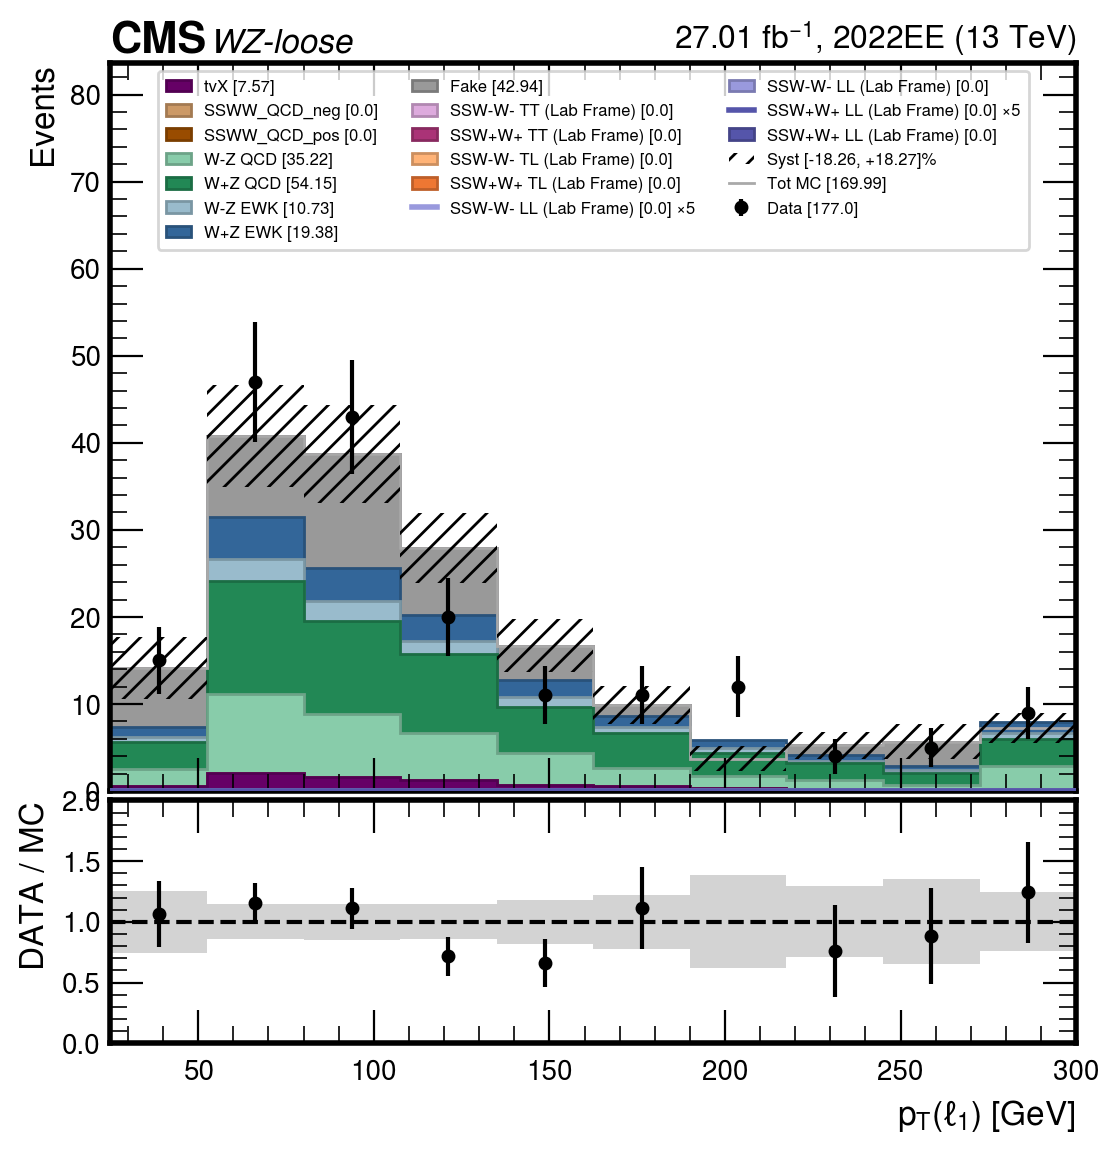 CMS WZ-loose 27.01 fb⁻¹, 2022EE (13 TeV)
Events
tvX [7.57]
SSWW_QCD_neg [0.0]
SSWW_QCD_pos [0.0]
W-Z QCD [35.22]
W+Z QCD [54.15]
W-Z EWK [10.73]
W+Z EWK [19.38]
Fake [42.94]
SSW-W- TT (Lab Frame) [0.0]
SSW+W+ TT (Lab Frame) [0.0]
SSW-W- TL (Lab Frame) [0.0]
SSW+W+ TL (Lab Frame) [0.0]
SSW-W- LL (Lab Frame) [0.0] ×5
SSW-W- LL (Lab Frame) [0.0]
SSW+W+ LL (Lab Frame) [0.0] ×5
SSW+W+ LL (Lab Frame) [0.0]
Syst [-18.26, +18.27]%
Tot MC [169.99]
Data [177.0]
80
70
60
50
40
30
20
10
0
DATA / MC
2.0
1.5
1.0
0.5
0.0
50 100 150 200 250 300
p_T(ℓ₁) [GeV]